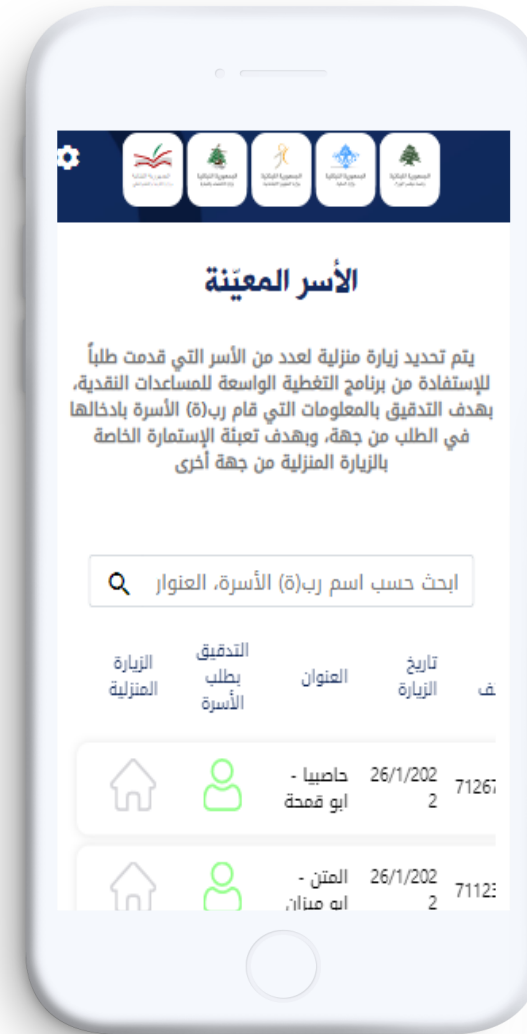 الأسر المعيّنة
يتم تحديد زيارة منزلية لعدد من الأسر التي قدمت طلباً
للإستفادة من برنامج التغطية الواسعة للمساعدات النقدية،
بهدف التدقيق بالمعلومات التي قام رب(ة) الأسرة بادخالها
في الطلب من جهة، وبهدف تعبئة الإستمارة الخاصة
بالزيارة المنزلية من جهة أخرى
ابحث حسب اسم رب(ة) الأسرة، العنوار
تاريخ الزيارة
العنوان
التدقيق بطلب الأسرة
الزيارة المنزلية
71267
26/1/2022
حاصبيا -
ابو قمحة
7112
26/1/2022
المتن -
ابو ميزان